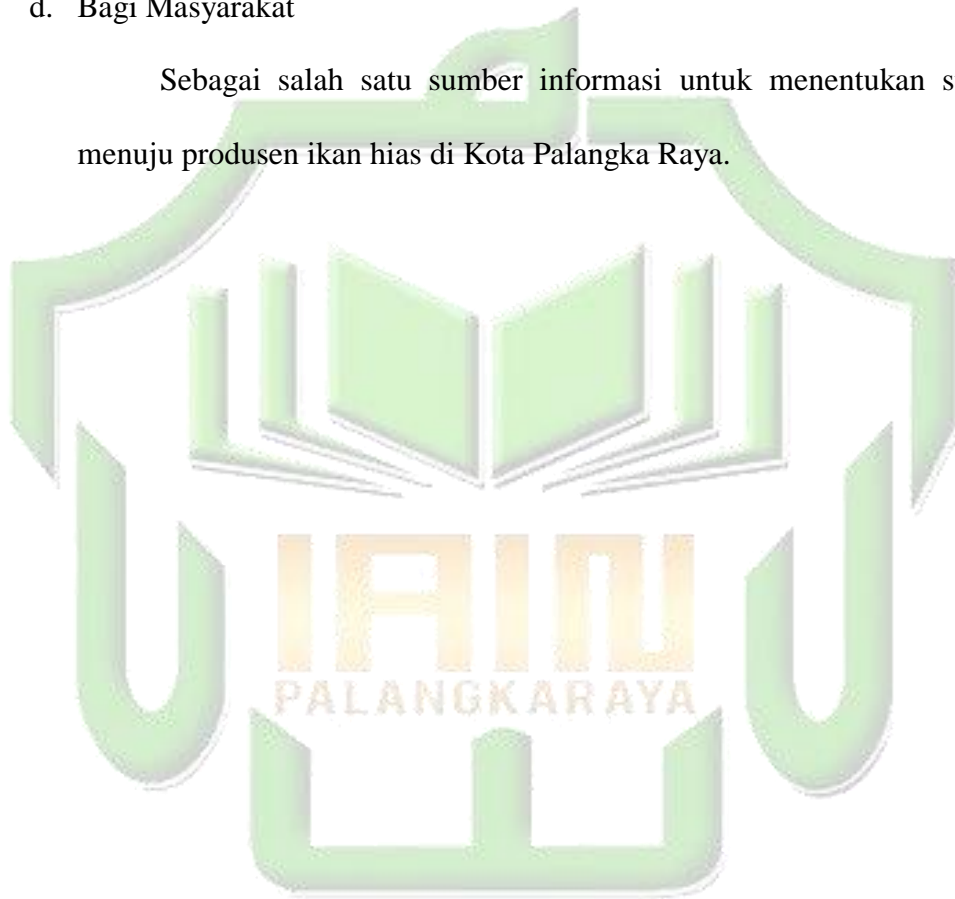 d. Bagi Masyarakat
Sebagai salah satu sumber informasi untuk menentukan
menuju produsen ikan hias di Kota Palangka Raya.
IAIN
PALANGKARAYA